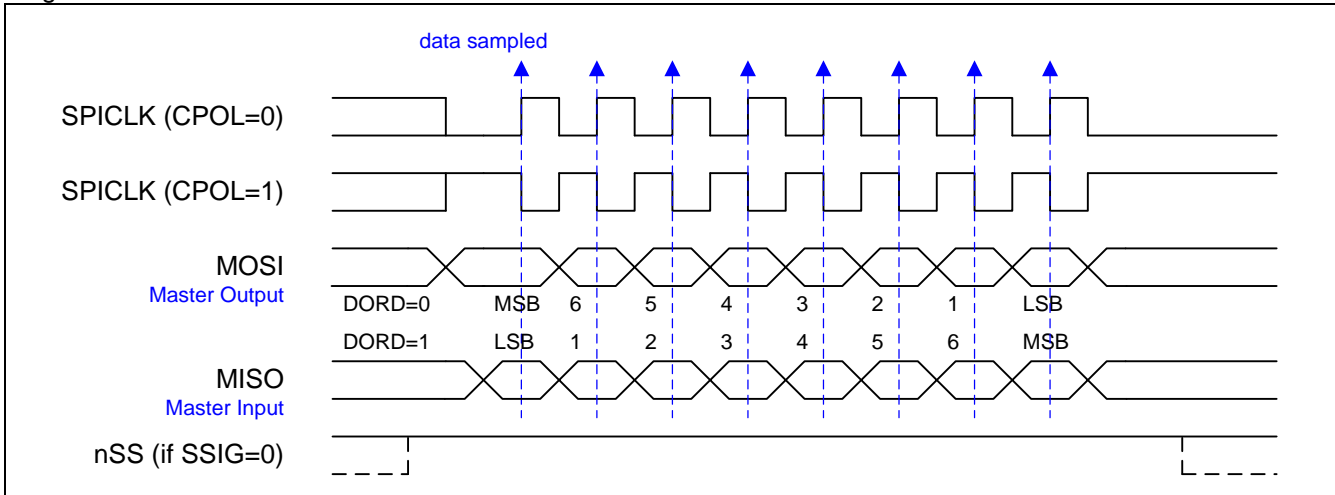 data sampled
SPICLK (CPOL=0)
SPICLK (CPOL=1)
MOSI
Master Output
DORD=0 MSB 6 5 4 3 2 1 LSB
DORD=1 LSB 1 2 3 4 5 6 MSB
MISO
Master Input
nSS (if SSIG=0)